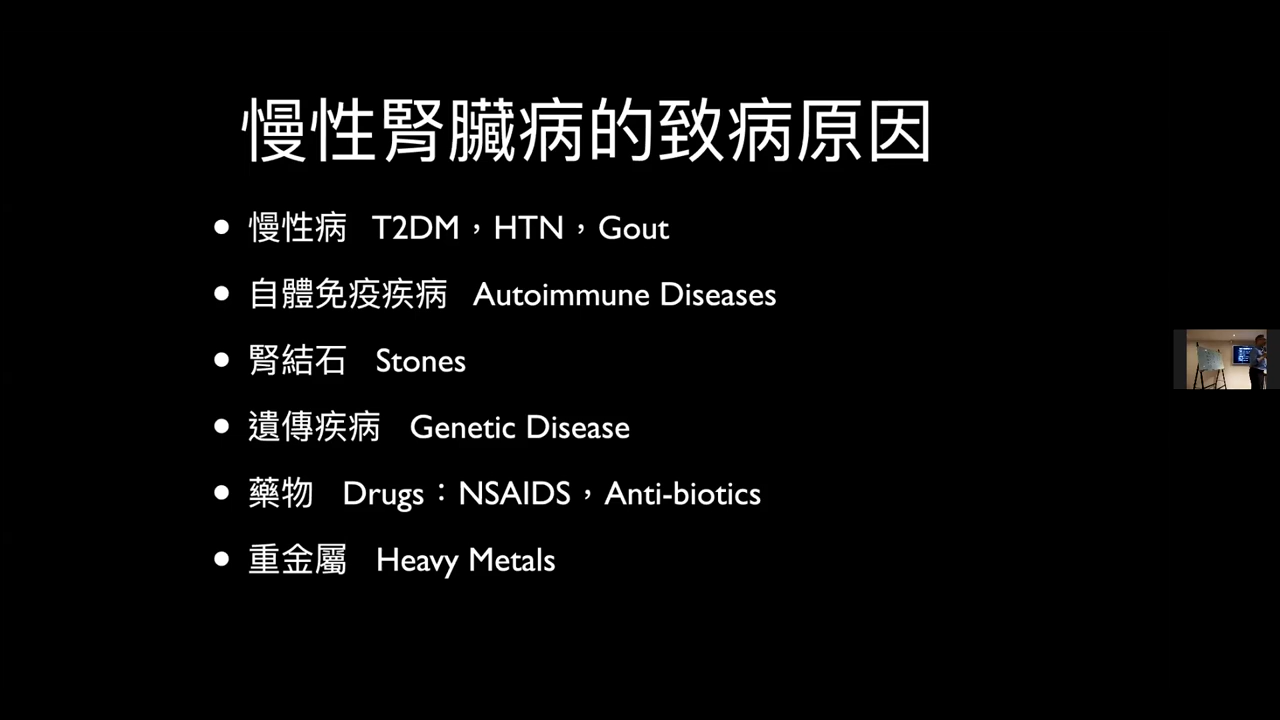 慢性腎臟病的致病原因
• 慢性病 T2DM，HTN，Gout
• 自體免疫疾病 Autoimmune Diseases
• 腎結石 Stones
• 遺傳疾病 Genetic Disease
• 藥物 Drugs：NSAIDS，Anti-biotics
• 重金屬 Heavy Metals